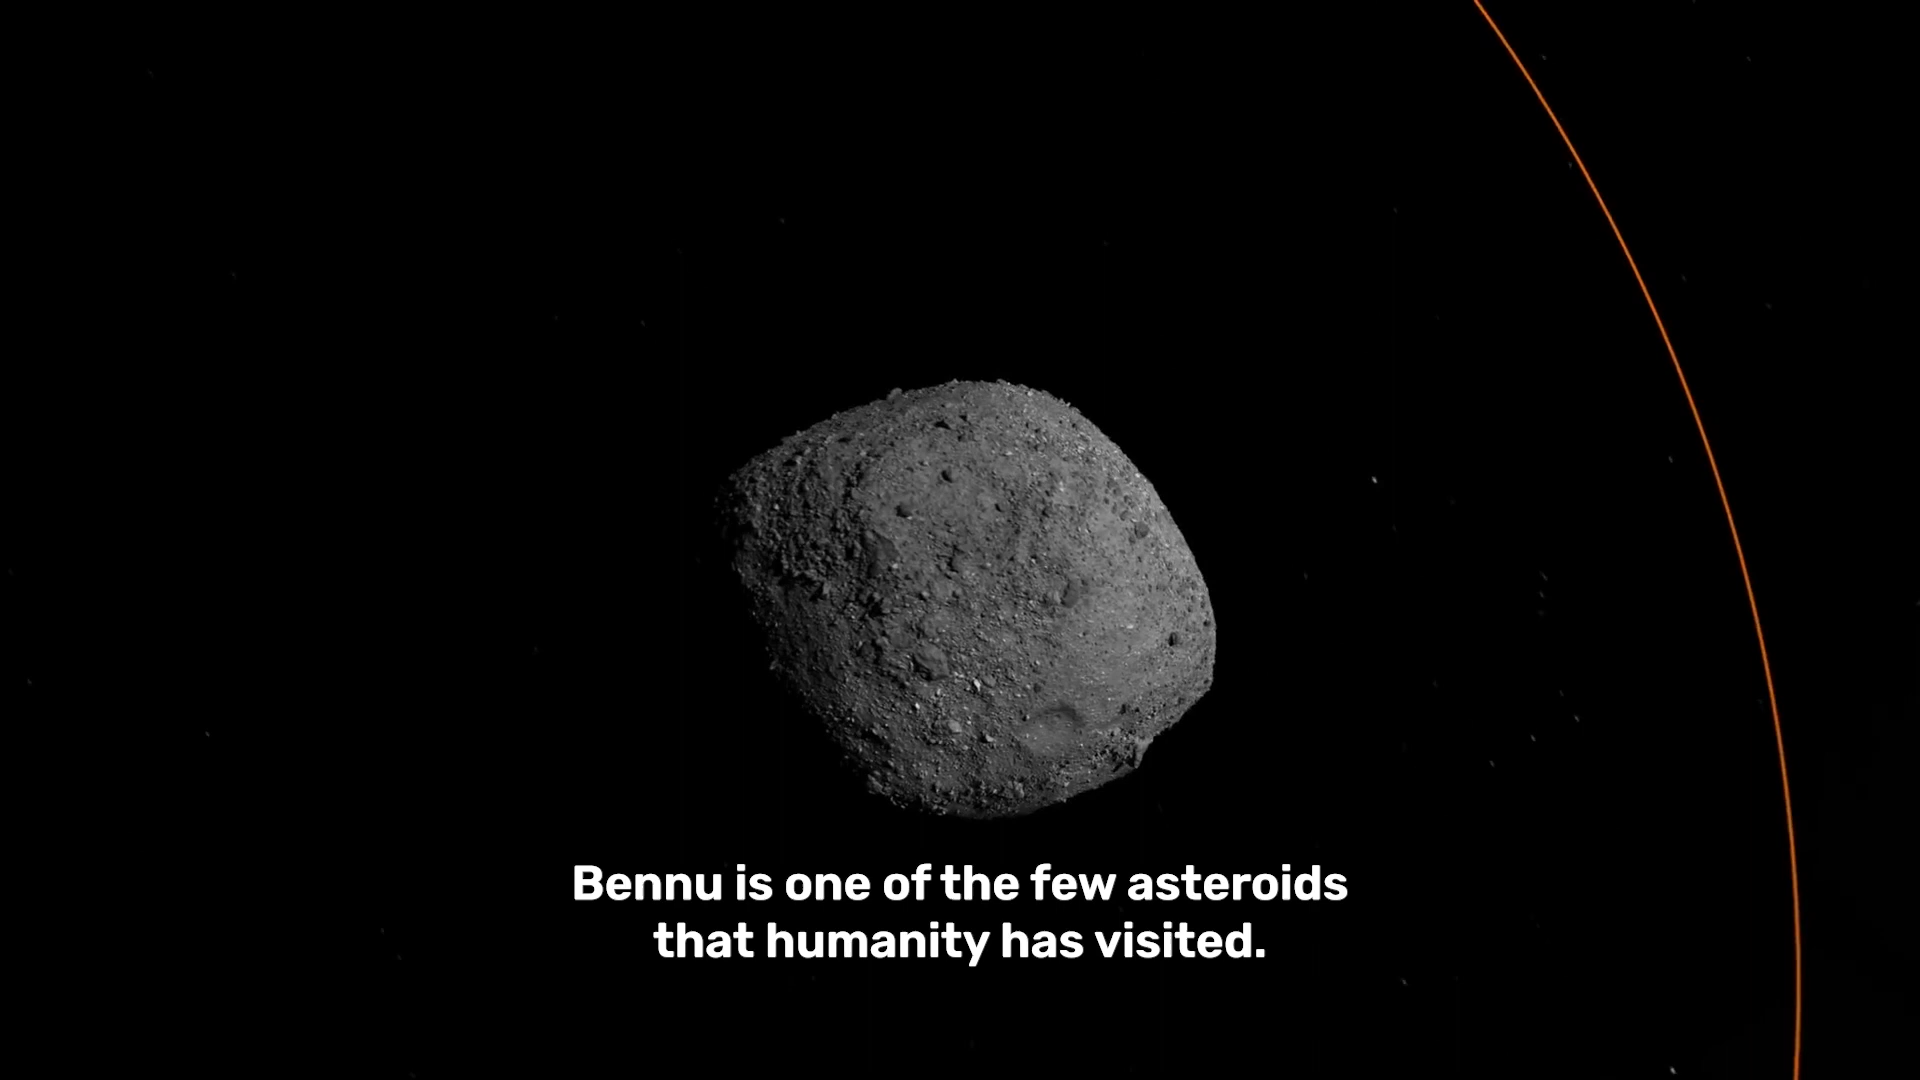 Bennu is one of the few asteroids
that humanity has visited.